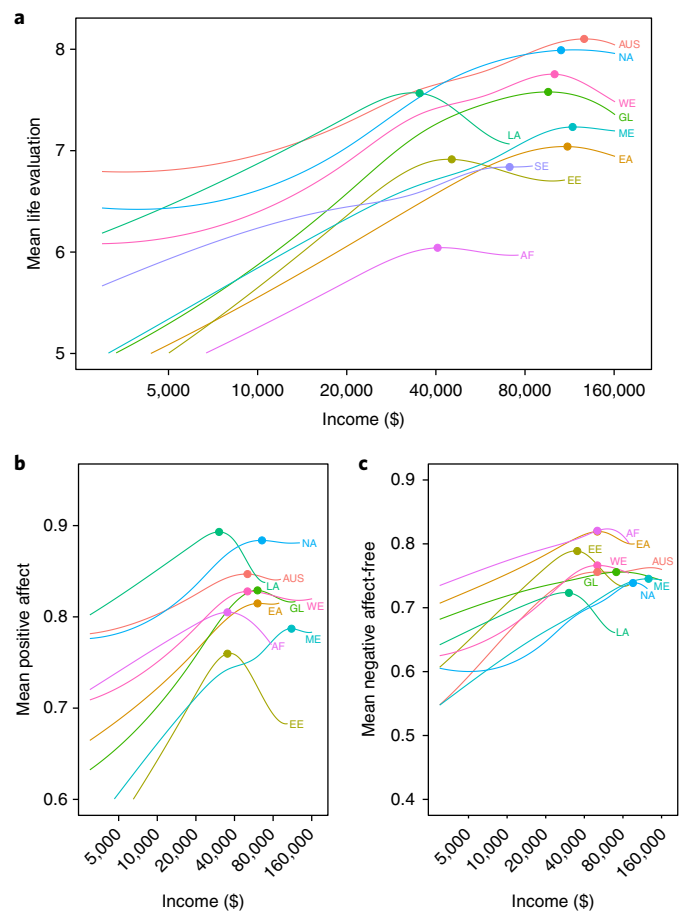 a
8
7
6
5
Mean life evaluation
AUS
NA
WE
GL
ME
EA
LA
SE
EE
AF
5,000 10,000 20,000 40,000 80,000 160,000
Income ($)
b
0.9
0.8
0.7
0.6
Mean positive affect
NA
AUS
LA
WE
GL
EA
ME
AF
EE
5,000 10,000 20,000 40,000 80,000 160,000
Income ($)
c
0.9
0.8
0.7
0.6
0.5
0.4
Mean negative affect-free
AF
EA
EE
WE
AUS
GL
ME
NA
LA
5,000 10,000 20,000 40,000 80,000 160,000
Income ($)